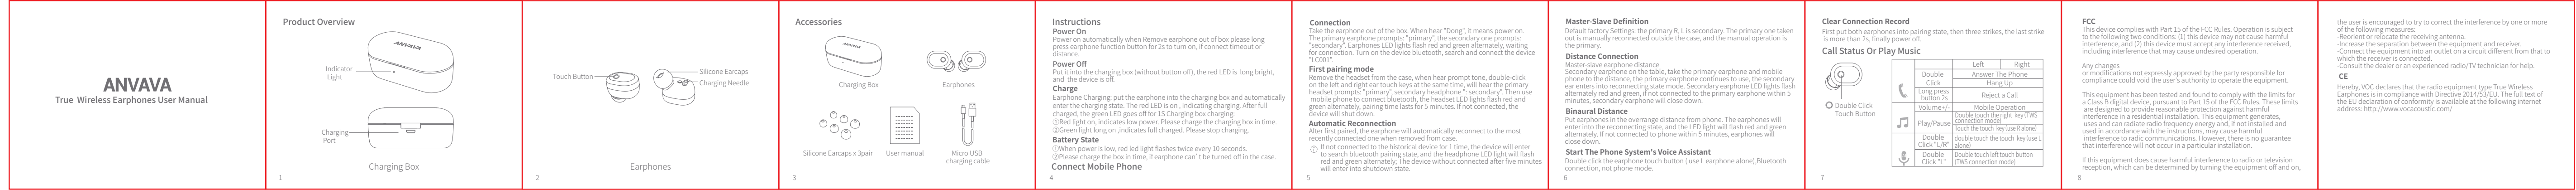 ANVAVA
True Wireless Earphones User Manual
Product Overview
ANVAVA
Indicator
Light
Charging
Port
Charging Box
1
Touch Button
Silicone Earcaps
Charging Needle
Earphones
2
Accessories
ANVAVA
Charging Box
Earphones
Silicone Earcaps x 3pair
User manual
Micro USB
charging cable
3
Instructions
Power On
Power on automatically when Remove earphone out of box please long
press earphone function button for 2s to turn on, if connect timeout or
distance.
Power Off
Put it into the charging box (without button off), the red LED is long bright,
and the device is off.
Charge
Earphone Charging: put the earphone into the charging box and automatically
enter the charging state. The red LED is on , indicating charging. After full
charged, the green LED goes off for 1S Charging box charging:
①Red light on, indicates low power. Please charge the charging box in time.
②Green light long on ,indicates full charged. Please stop charging.
Battery State
①When power is low, red led light flashes twice every 10 seconds.
②Please charge the box in time, if earphone can't be turned off in the case.
Connect Mobile Phone
4
Connection
Take the earphone out of the box. When hear "Dong", it means power on.
The primary earphone prompts: "primary", the secondary one prompts:
"secondary". Earphones LED lights flash red and green alternately, waiting
for connection. Turn on the device bluetooth, search and connect the device
"LC001".
First pairing mode
Remove the headset from the case, when hear prompt tone, double-click
on the left and right ear touch keys at the same time, will hear the primary
headset prompts: "primary", secondary headphone ": secondary". Then use
mobile phone to connect bluetooth, the headset LED lights flash red and
green alternately, pairing time lasts for 5 minutes. If not connected, the
device will shut down.
Automatic Reconnection
After first paired, the earphone will automatically reconnect to the most
recently connected one when removed from case.
If not connected to the historical device for 1 time, the device will enter
to search bluetooth pairing state, and the headphone LED light will flash
red and green alternately; The device without connected after five minutes
will enter into shutdown state.
5
Master-Slave Definition
Default factory Settings: the primary R, L is secondary. The primary one taken
out is manually reconnected outside the case, and the manual operation is
the primary.
Distance Connection
Master-slave earphone distance
Secondary earphone on the table, take the primary earphone and mobile
phone to the distance, the primary earphone continues to use, the secondary
ear enters into reconnecting state mode. Secondary earphone LED lights flash
alternately red and green, if not connected to the primary earphone within 5
minutes, secondary earphone will close down.
Binaural Distance
Put earphones in the overrange distance from phone. The earphones will
enter into the reconnecting state, and the LED light will flash red and green
alternately. If not connected to phone within 5 minutes, earphones will
close down.
Start The Phone System's Voice Assistant
Double click the earphone touch button ( use L earphone alone),Bluetooth
connection, not phone mode.
6
Clear Connection Record
First put both earphones into pairing state, then three strikes, the last strike
is more than 2s, finally power off.
Call Status Or Play Music
Double Click
Touch Button
Left Right
Double
Click
Answer The Phone
Hang Up
Long press
button 2s
Reject a Call
Volume+/-
Mobile Operation
Play/Pause
Double touch the right key (TWS
connection mode)
Touch the touch key (use R alone)
Double
Click "L/R"
double touch the touch key (use L
alone)
Double
Click "L"
Double touch left touch button
(TWS connection mode)
7
FCC
This device complies with Part 15 of the FCC Rules. Operation is subject
to the following two conditions: (1) this device may not cause harmful
interference, and (2) this device must accept any interference received,
including interference that may cause undesired operation.
Any changes
or modifications not expressly approved by the party responsible for
compliance could void the user's authority to operate the equipment.
This equipment has been tested and found to comply with the limits for
a Class B digital device, pursuant to Part 15 of the FCC Rules. These limits
are designed to provide reasonable protection against harmful
interference in a residential installation. This equipment generates,
uses and can radiate radio frequency energy and, if not installed and
used in accordance with the instructions, may cause harmful
interference to radio communications. However, there is no guarantee
that interference will not occur in a particular installation.
If this equipment does cause harmful interference to radio or television
reception, which can be determined by turning the equipment off and on,
8
the user is encouraged to try to correct the interference by one or more
of the following measures:
-Reorient or relocate the receiving antenna.
-Increase the separation between the equipment and receiver.
-Connect the equipment into an outlet on a circuit different from that to
which the receiver is connected.
-Consult the dealer or an experienced radio/TV technician for help.
CE
Hereby, VOC declares that the radio equipment type True Wireless
Earphones is in compliance with Directive 2014/53/EU. The full text of
the EU declaration of conformity is available at the following internet
address: http://www.vocacoustic.com/